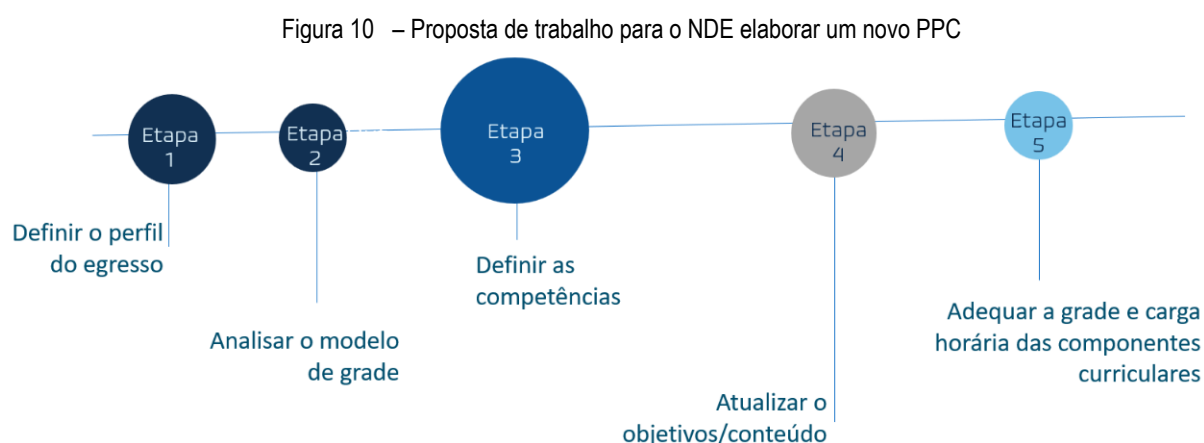 Figura 10 – Proposta de trabalho para o NDE elaborar um novo PPC
Etapa
1
Etapa
2
Etapa
3
Etapa
4
Etapa
5
Definir o perfil
do egresso
Analisar o modelo
de grade
Definir as
competências
Atualizar o
objetivos/conteúdo
Adequar a grade e carga
horária das componentes
curriculares